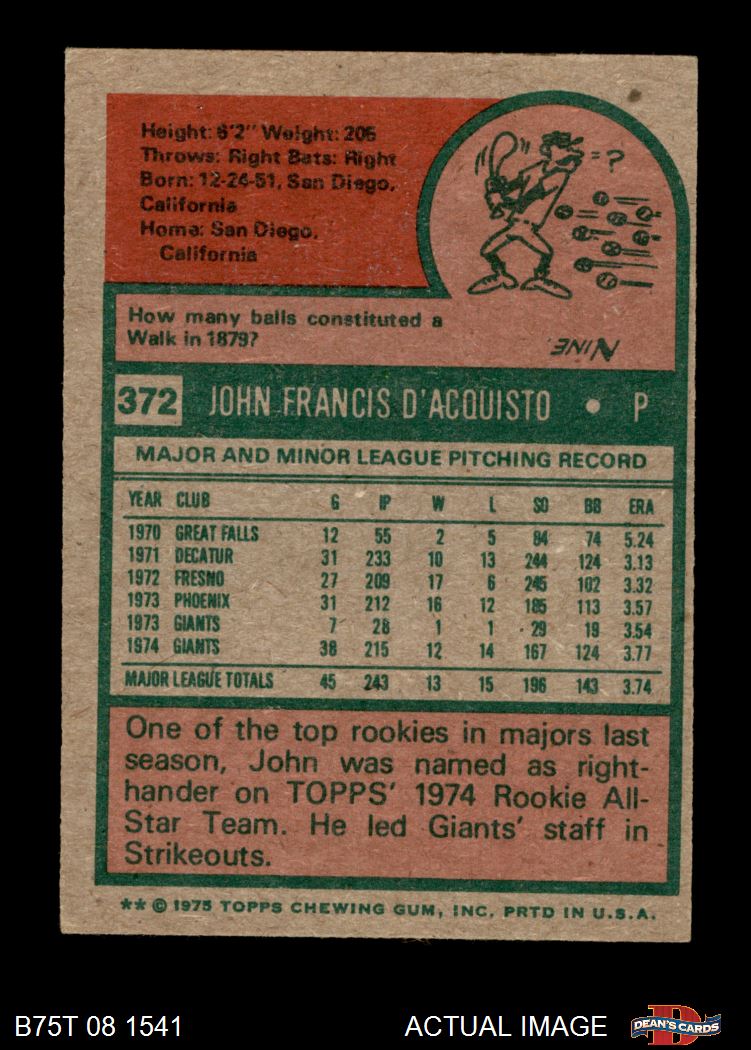 Height: 6'2" Weight: 205
Throws: Right Bats: Right
Born: 12-24-51, San Diego,
California
Home: San Diego,
California
= ?
How many balls constituted a
Walk in 1879?
NINE
372 JOHN FRANCIS D'ACQUISTO • P
MAJOR AND MINOR LEAGUE PITCHING RECORD
YEAR CLUB G IP W L SO BB ERA
1970 GREAT FALLS 12 55 2 5 84 74 5.24
1971 DECATUR 31 233 10 13 244 124 3.13
1972 FRESNO 27 209 17 6 245 102 3.32
1973 PHOENIX 31 212 16 12 185 113 3.57
1973 GIANTS 7 28 1 1 29 19 3.54
1974 GIANTS 38 215 12 14 167 124 3.77
MAJOR LEAGUE TOTALS 45 243 13 15 196 143 3.74
One of the top rookies in majors last
season, John was named as right-
hander on TOPPS' 1974 Rookie All-
Star Team. He led Giants' staff in
Strikeouts.
** © 1975 TOPPS CHEWING GUM, INC. PRTD IN U.S.A.
B75T 08 1541 ACTUAL IMAGE DEAN'S CARDS